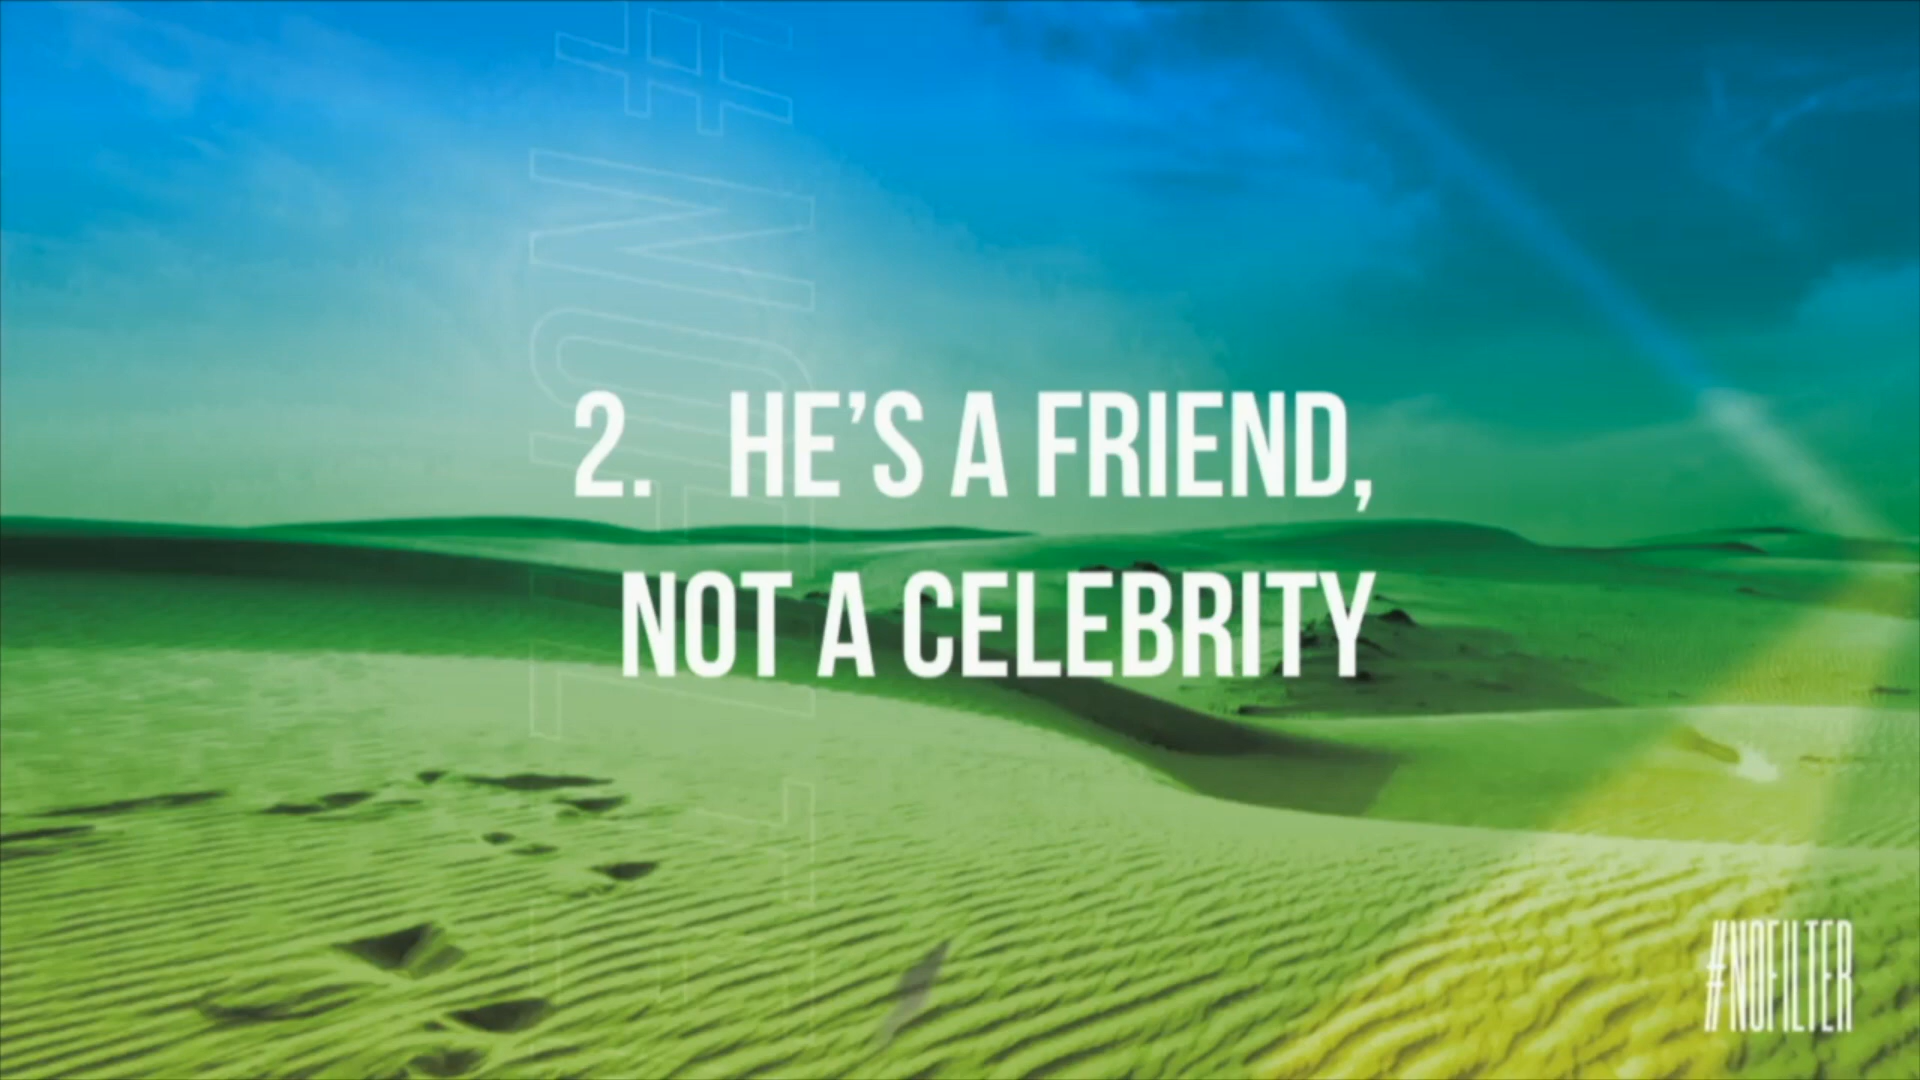 2. HE'S A FRIEND,
NOT A CELEBRITY
#NOFILTER